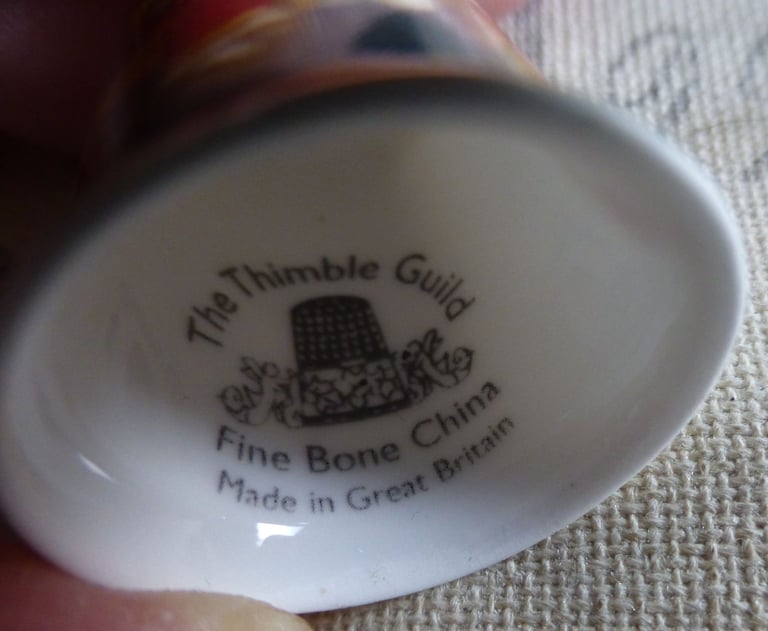 The Thimble Guild
Fine Bone China
Made in Great Britain